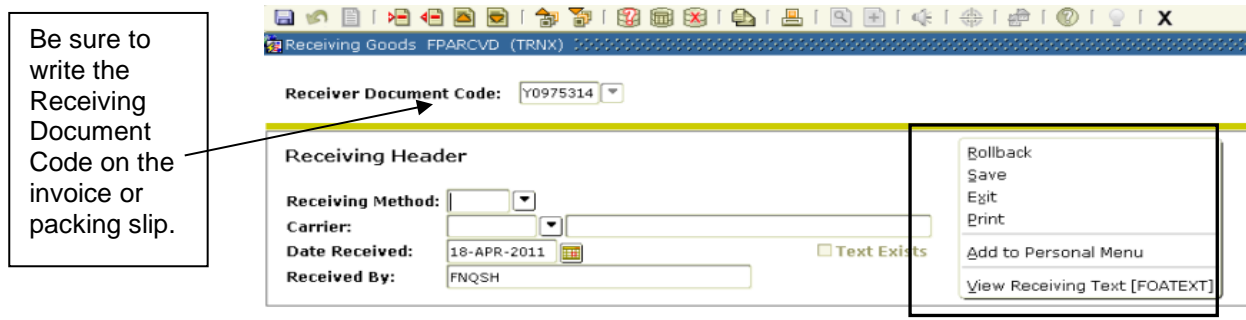 Be sure to
write the
Receiving
Document
Code on the
invoice or
packing slip.
X
Receiving Goods FPARCVD (TRNX)
Receiver Document Code: Y0975314
Receiving Header
Receiving Method:
Carrier:
Date Received: 18-APR-2011
Text Exists
Received By: FNQSH
Rollback
Save
Exit
Print
Add to Personal Menu
View Receiving Text [FOATEXT]